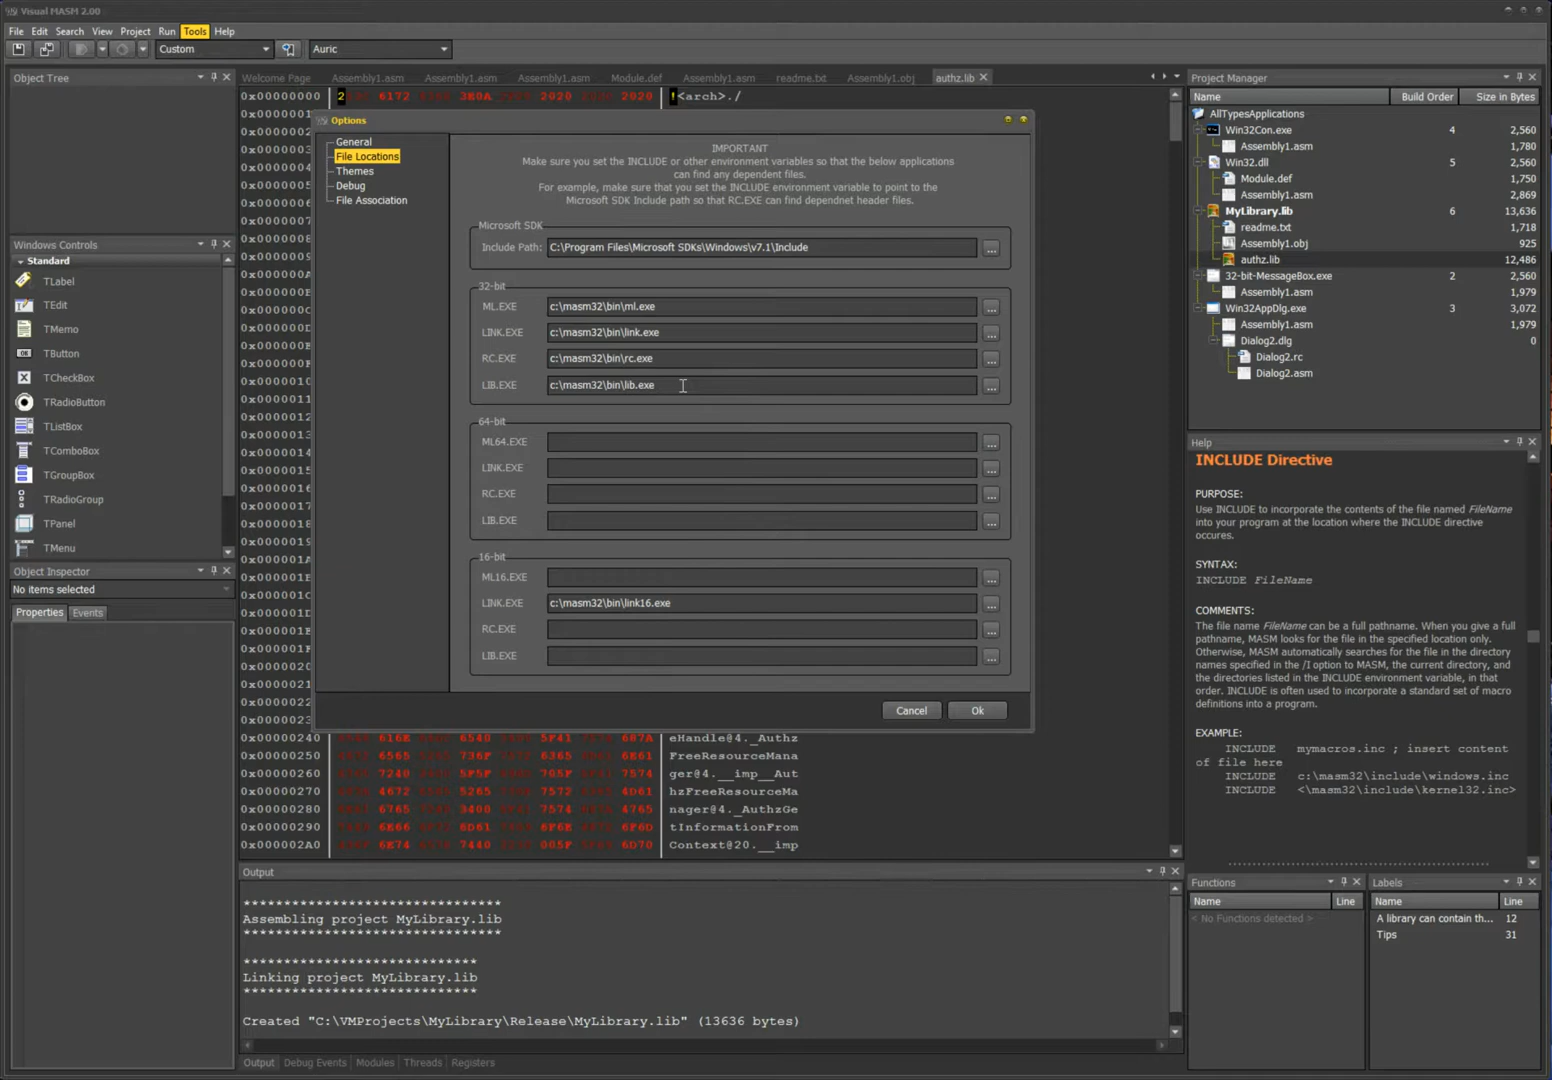 Visual MASM 2.00
File Edit Search View Project Run Tools Help
Custom
Auric
Object Tree
Welcome Page
Assembly1.asm
Assembly1.asm
Assembly1.asm
Module.def
Assembly1.asm
readme.txt
Assembly1.obj
authz.lib
0x00000000
!<arch>./
Options
General
File Locations
Themes
Debug
File Association
IMPORTANT
Make sure you set the INCLUDE or other environment variables so that the below applications
can find any dependent files.
For example, make sure that you set the INCLUDE environment variable to point to the
Microsoft SDK Include path so that RC.EXE can find dependnet header files.
Microsoft SDK
Include Path: C:\Program Files\Microsoft SDKs\Windows\v7.1\Include ...
32-bit
ML.EXE c:\masm32\bin\ml.exe ...
LINK.EXE c:\masm32\bin\link.exe ...
RC.EXE c:\masm32\bin\rc.exe ...
LIB.EXE c:\masm32\bin\lib.exe ...
64-bit
ML64.EXE ...
LINK.EXE ...
RC.EXE ...
LIB.EXE ...
16-bit
ML16.EXE ...
LINK.EXE c:\masm32\bin\link16.exe ...
RC.EXE ...
LIB.EXE ...
Cancel Ok
Windows Controls
Standard
TLabel
TEdit
TMemo
TButton
TCheckBox
TRadioButton
TListBox
TComboBox
TGroupBox
TRadioGroup
TPanel
TMenu
Object Inspector
No items selected
Properties Events
0x00000240 eHandle@4._Authz
0x00000250 FreeResourceMana
0x00000260 ger@4.__imp__Aut
0x00000270 hzFreeResourceMa
0x00000280 nager@4._AuthzGe
0x00000290 tInformationFrom
0x000002A0 Context@20.__imp
Output
*********************************
Assembling project MyLibrary.lib
*********************************
******************************
Linking project MyLibrary.lib
******************************
Created "C:\VMProjects\MyLibrary\Release\MyLibrary.lib" (13636 bytes)
Output Debug Events Modules Threads Registers
Project Manager
Name Build Order Size in Bytes
AllTypesApplications
Win32Con.exe 4 2,560
Assembly1.asm 1,780
Win32.dll 5 2,560
Module.def 1,750
Assembly1.asm 2,869
MyLibrary.lib 6 13,636
readme.txt 1,718
Assembly1.obj 925
authz.lib 12,486
32-bit-MessageBox.exe 2 2,560
Assembly1.asm 1,979
Win32AppDlg.exe 3 3,072
Assembly1.asm 1,979
Dialog2.dlg 0
Dialog2.rc
Dialog2.asm
Help
INCLUDE Directive
PURPOSE:
Use INCLUDE to incorporate the contents of the file named FileName
into your program at the location where the INCLUDE directive
occures.
SYNTAX:
INCLUDE FileName
COMMENTS:
The file name FileName can be a full pathname. When you give a full
pathname, MASM looks for the file in the specified location only.
Otherwise, MASM automatically searches for the file in the directory
names specified in the /I option to MASM, the current directory, and
the directories listed in the INCLUDE environment variable, in that
order. INCLUDE is often used to incorporate a standard set of macro
definitions into a program.
EXAMPLE:
INCLUDE mymacros.inc ; insert content
of file here
INCLUDE c:\masm32\include\windows.inc
INCLUDE <\masm32\include\kernel32.inc>
Functions
Name Line
< No Functions detected >
Labels
Name Line
A library can contain th... 12
Tips 31